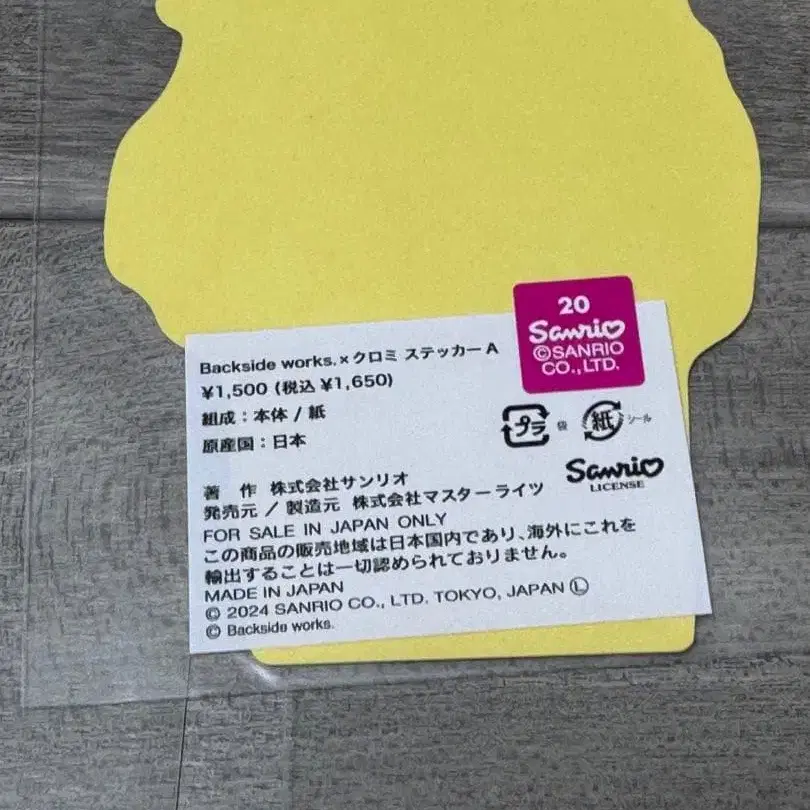 20
Sanrio
©SANRIO
CO.,LTD.
Backside works.×クロミ ステッカーA
¥1,500 (税込 ¥1,650)
組成：本体 / 紙
原産国：日本
プラ 袋 紙 シール
Sanrio
LICENSE
著　作 株式会社サンリオ
発売元 / 製造元 株式会社マスターライツ
FOR SALE IN JAPAN ONLY
この商品の販売地域は日本国内であり、海外にこれを
輸出することは一切認められておりません。
MADE IN JAPAN
© 2024 SANRIO CO., LTD. TOKYO, JAPAN Ⓛ
© Backside works.